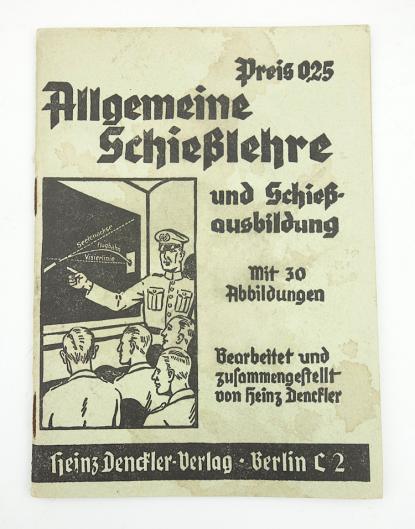 Preis 0,25
Allgemeine
Schießlehre
und Schieß-
ausbildung
Mit 30
Abbildungen
Seelenachse
Flugbahn
Visierlinie
Bearbeitet und
zusammengestellt
von Heinz Denckler
Heinz Denckler-Verlag · Berlin C 2